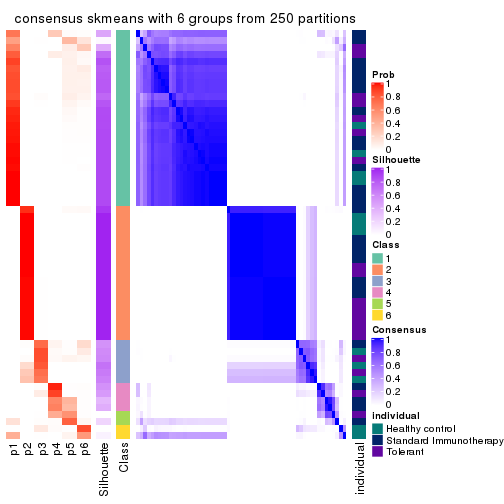 consensus skmeans with 6 groups from 250 partitions
Prob
1
0.8
0.6
0.4
0.2
0
Silhouette
1
0.8
0.6
0.4
0.2
0
Class
1
2
3
4
5
6
Consensus
1
0.8
0.6
0.4
0.2
0
individual
Healthy control
Standard Immunotherapy
Tolerant
p1
p2
p3
p4
p5
p6
Silhouette
Class
individual